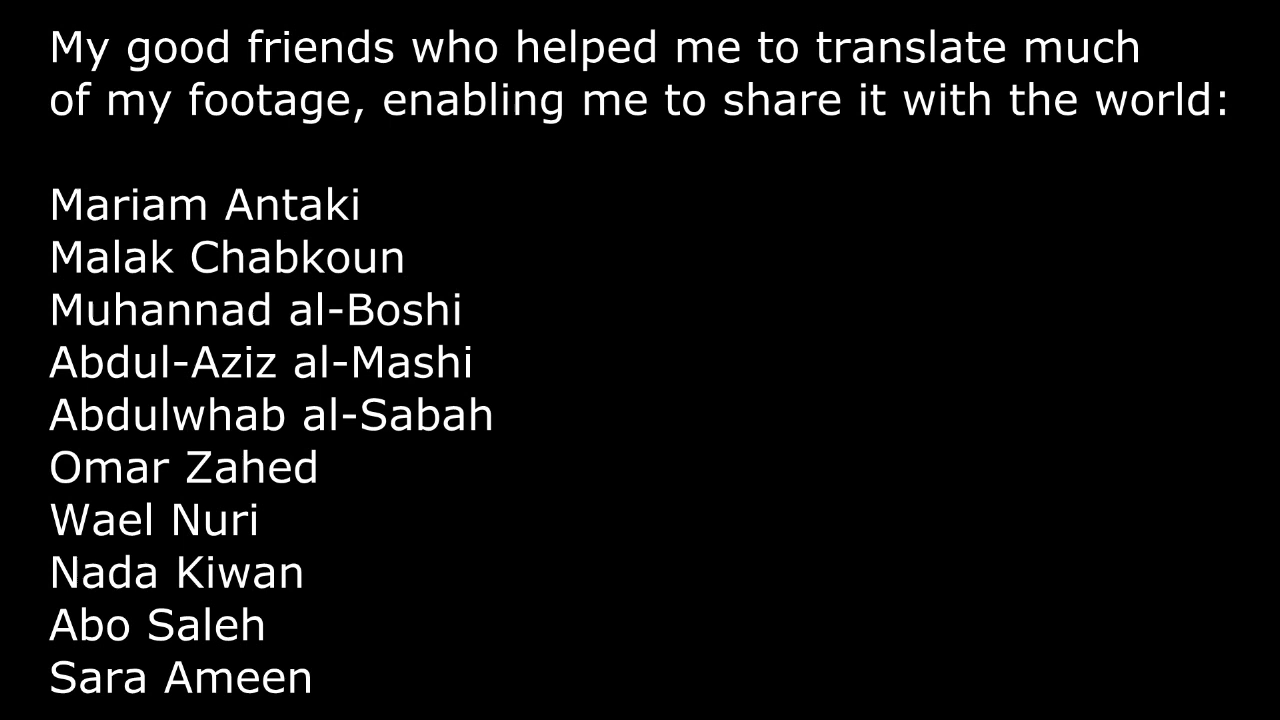 My good friends who helped me to translate much
of my footage, enabling me to share it with the world:
Mariam Antaki
Malak Chabkoun
Muhannad al-Boshi
Abdul-Aziz al-Mashi
Abdulwhab al-Sabah
Omar Zahed
Wael Nuri
Nada Kiwan
Abo Saleh
Sara Ameen